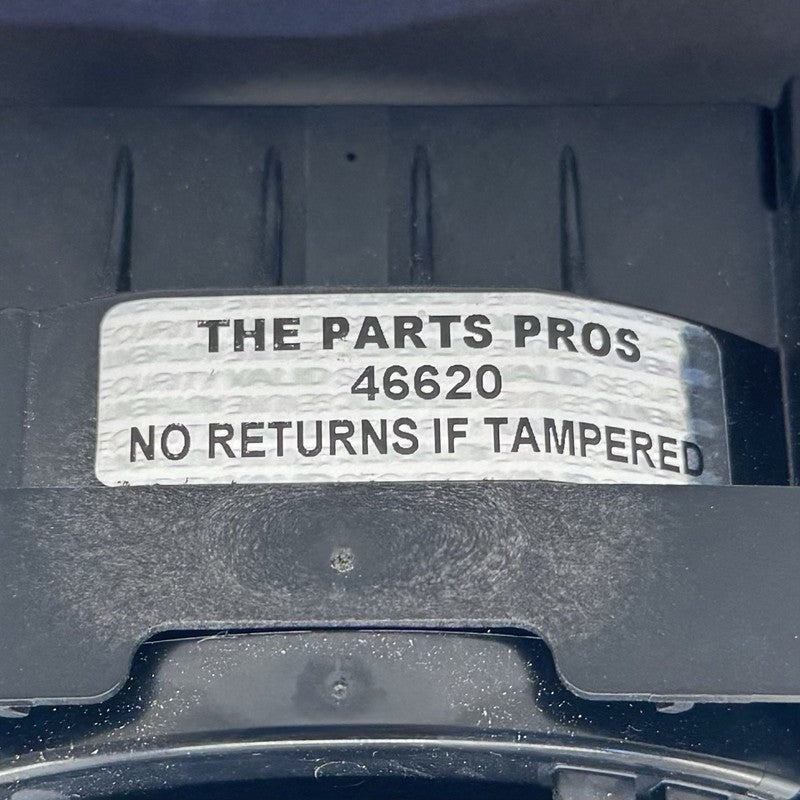 THE PARTS PROS
46620
NO RETURNS IF TAMPERED